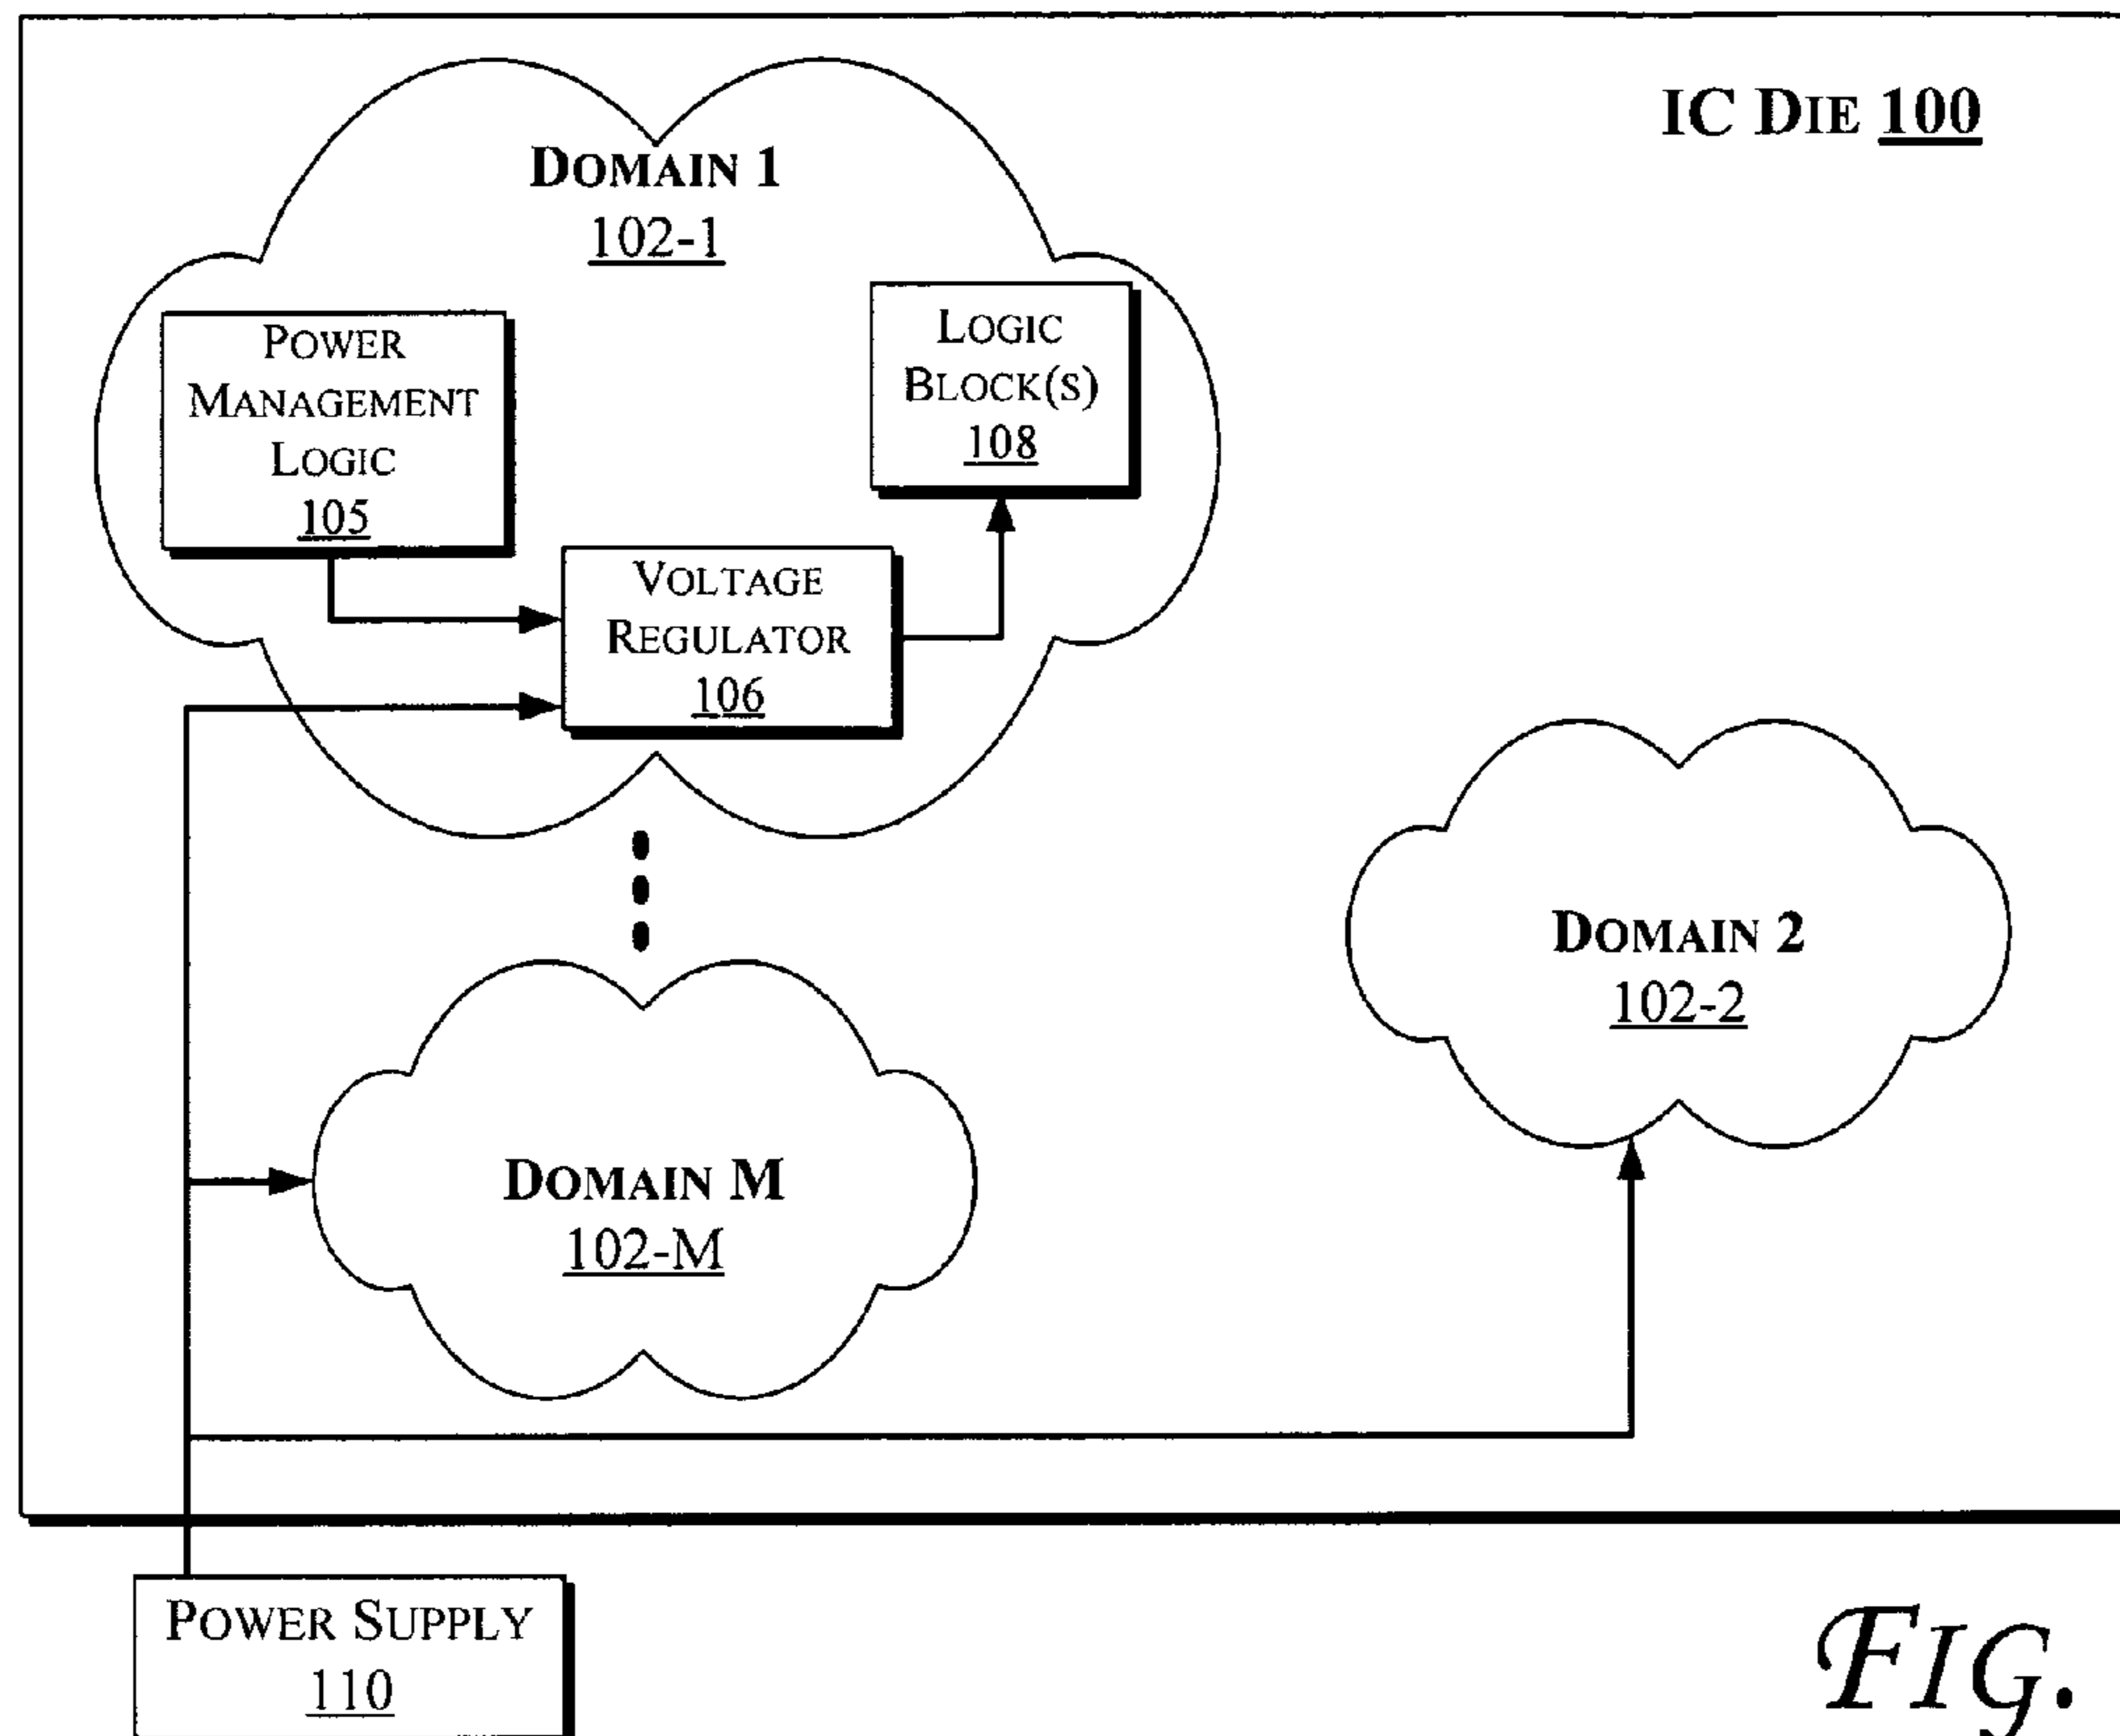 IC DIE 100
DOMAIN 1
102-1
POWER
MANAGEMENT
LOGIC
105
LOGIC
BLOCK(S)
108
VOLTAGE
REGULATOR
106
DOMAIN 2
102-2
DOMAIN M
102-M
POWER SUPPLY
110
FIG.